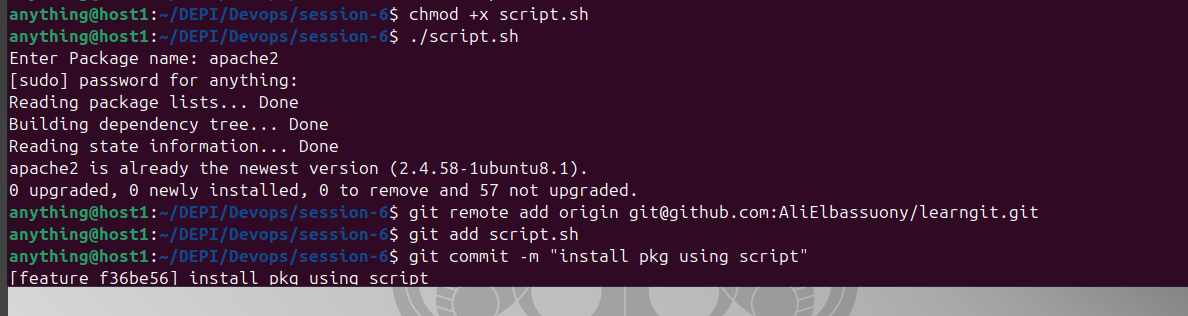 anything@host1:~/DEPI/Devops/session-6$ chmod +x script.sh
anything@host1:~/DEPI/Devops/session-6$ ./script.sh
Enter Package name: apache2
[sudo] password for anything:
Reading package lists... Done
Building dependency tree... Done
Reading state information... Done
apache2 is already the newest version (2.4.58-1ubuntu8.1).
0 upgraded, 0 newly installed, 0 to remove and 57 not upgraded.
anything@host1:~/DEPI/Devops/session-6$ git remote add origin git@github.com:AliElbassuony/learngit.git
anything@host1:~/DEPI/Devops/session-6$ git add script.sh
anything@host1:~/DEPI/Devops/session-6$ git commit -m "install pkg using script"
[feature f36be56] install pkg using script